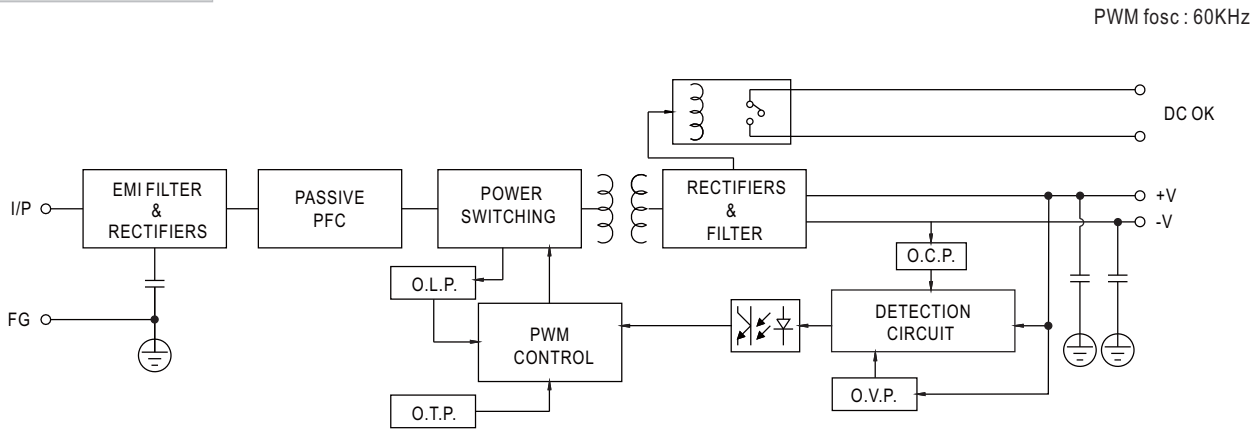 PWM fosc : 60KHz
DC OK
I/P
EMI FILTER
&
RECTIFIERS
PASSIVE
PFC
POWER
SWITCHING
RECTIFIERS
&
FILTER
+V
-V
O.C.P.
O.L.P.
FG
PWM
CONTROL
DETECTION
CIRCUIT
O.T.P.
O.V.P.